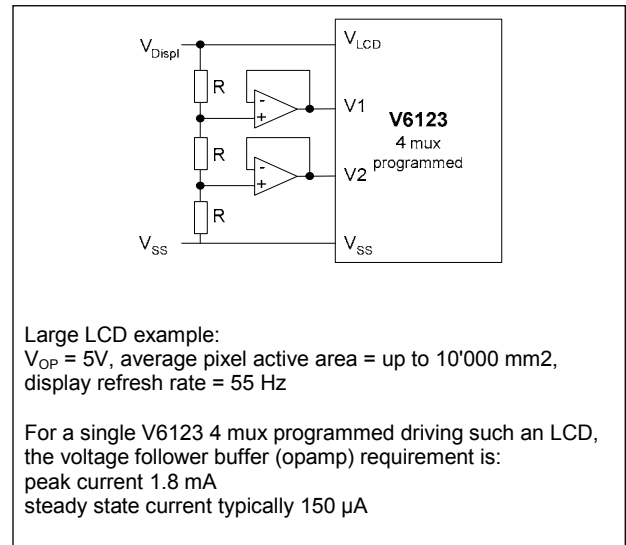 V_Displ
V_LCD
R
-
+
V1
V6123
4 mux
programmed
R
-
+
V2
R
V_SS
V_SS
Large LCD example:
V_OP = 5V, average pixel active area = up to 10'000 mm2,
display refresh rate = 55 Hz
For a single V6123 4 mux programmed driving such an LCD,
the voltage follower buffer (opamp) requirement is:
peak current 1.8 mA
steady state current typically 150 µA